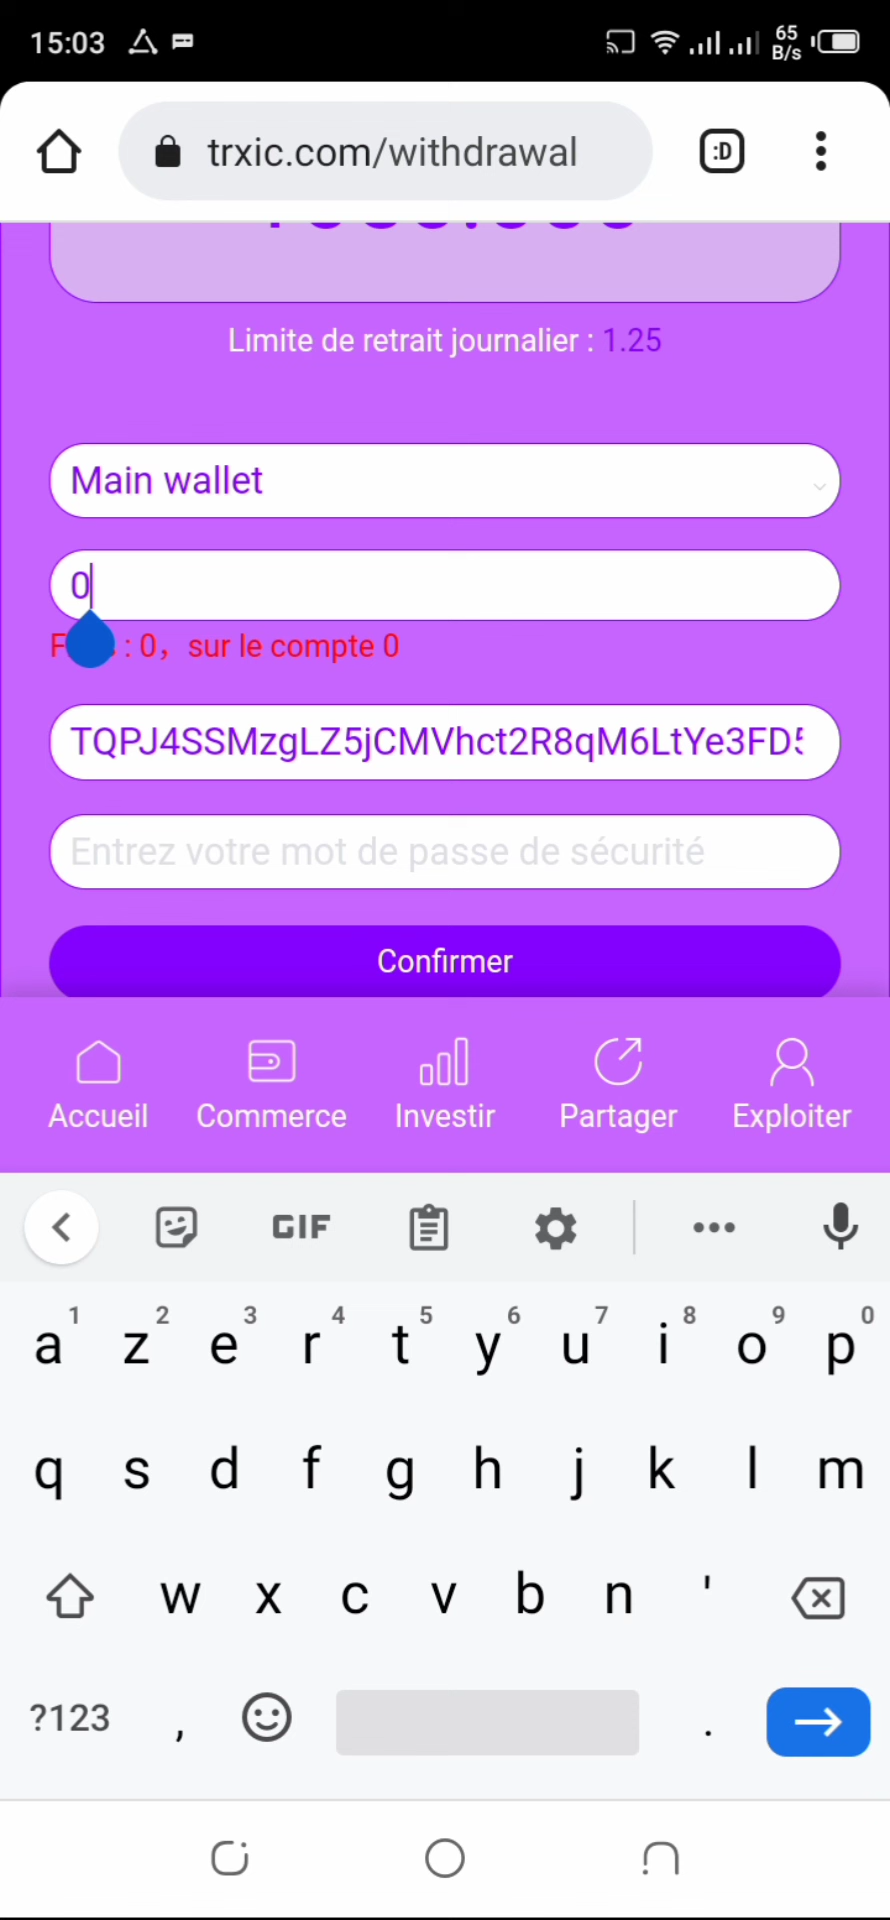 15:03
65
B/s
trxic.com/withdrawal
:D
Limite de retrait journalier : 1.25
Main wallet
0
: 0， sur le compte 0
TQPJ4SSMzgLZ5jCMVhct2R8qM6LtYe3FD
Entrez votre mot de passe de sécurité
Confirmer
Accueil Commerce Investir Partager Exploiter
GIF
1 2 3 4 5 6 7 8 9 0
a z e r t y u i o p
q s d f g h j k l m
w x c v b n '
?123 , .